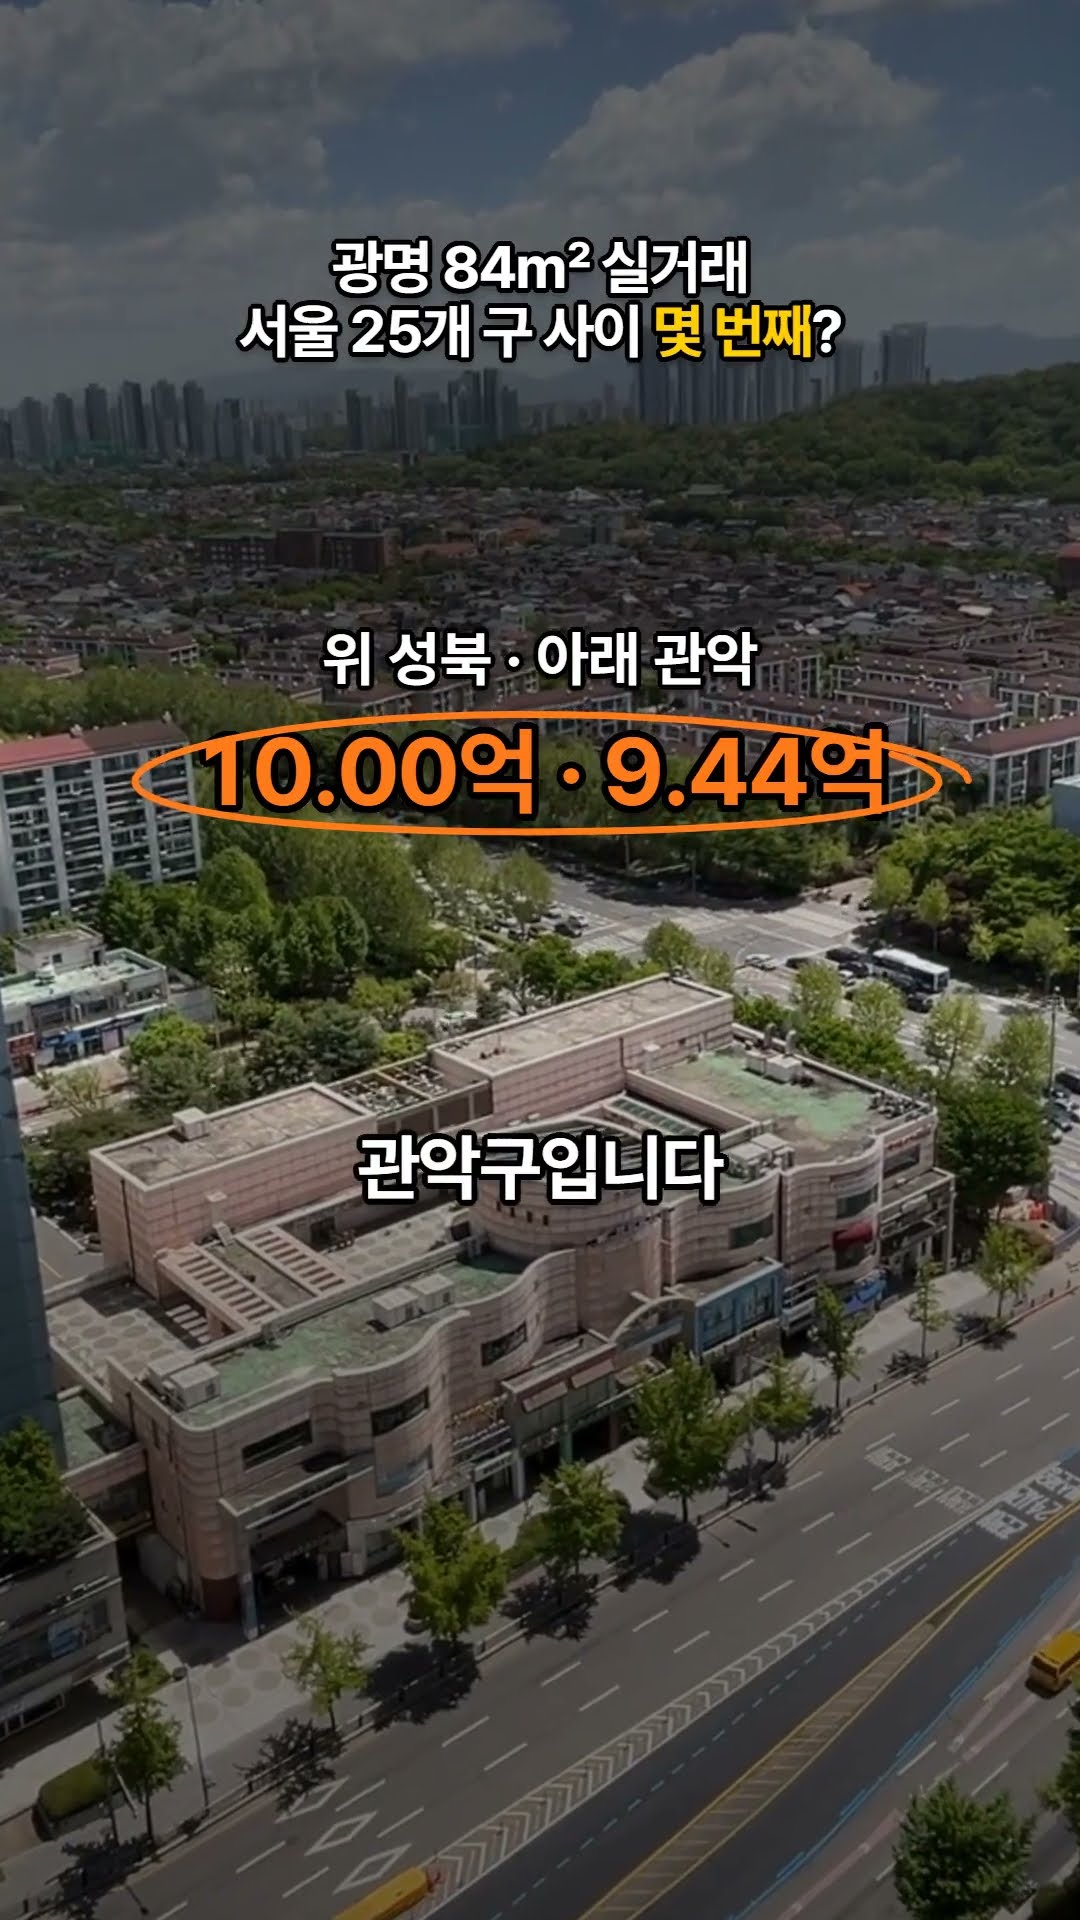 광명 84m² 실거래
서울 25개 구 사이 몇 번째?
위 성북 · 아래 관악
10.00억 · 9.44억
관악구입니다